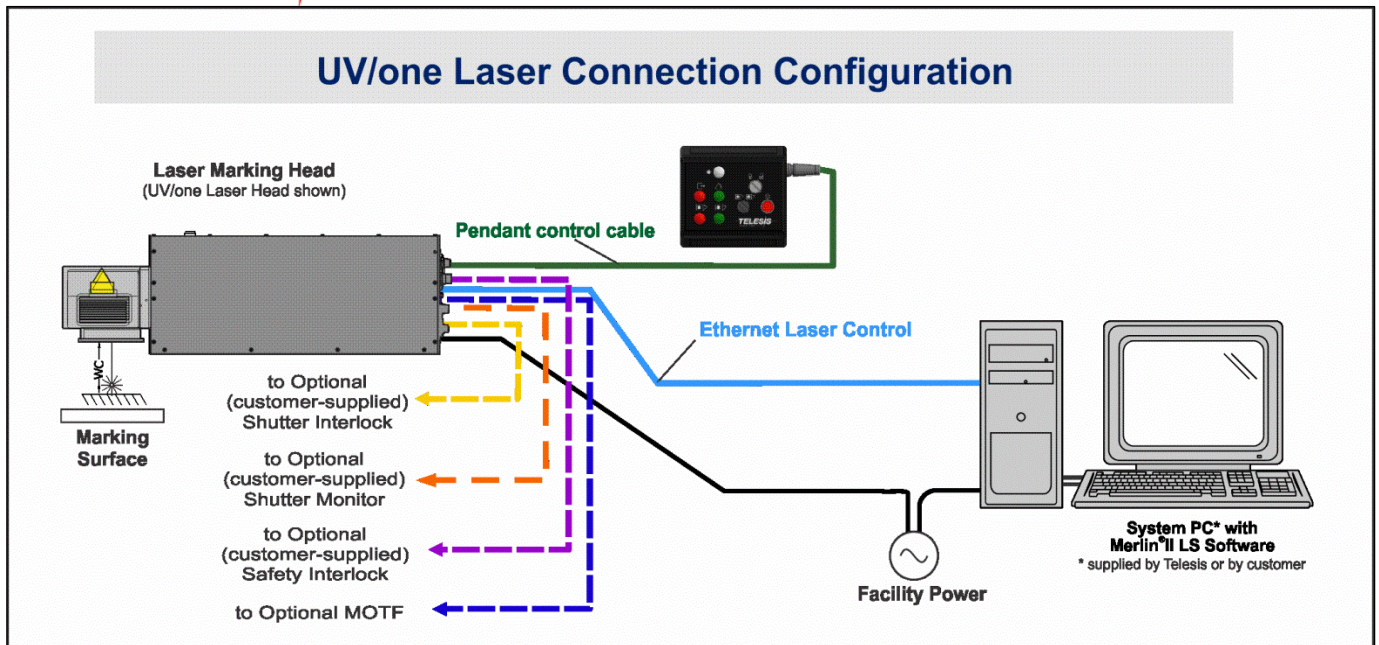 UV/one Laser Connection Configuration
Laser Marking Head
(UV/one Laser Head shown)
TELESIS
Pendant control cable
Ethernet Laser Control
WC
Marking
Surface
to Optional
(customer-supplied)
Shutter Interlock
to Optional
(customer-supplied)
Shutter Monitor
to Optional
(customer-supplied)
Safety Interlock
to Optional MOTF
Facility Power
System PC* with
Merlin®II LS Software
* supplied by Telesis or by customer